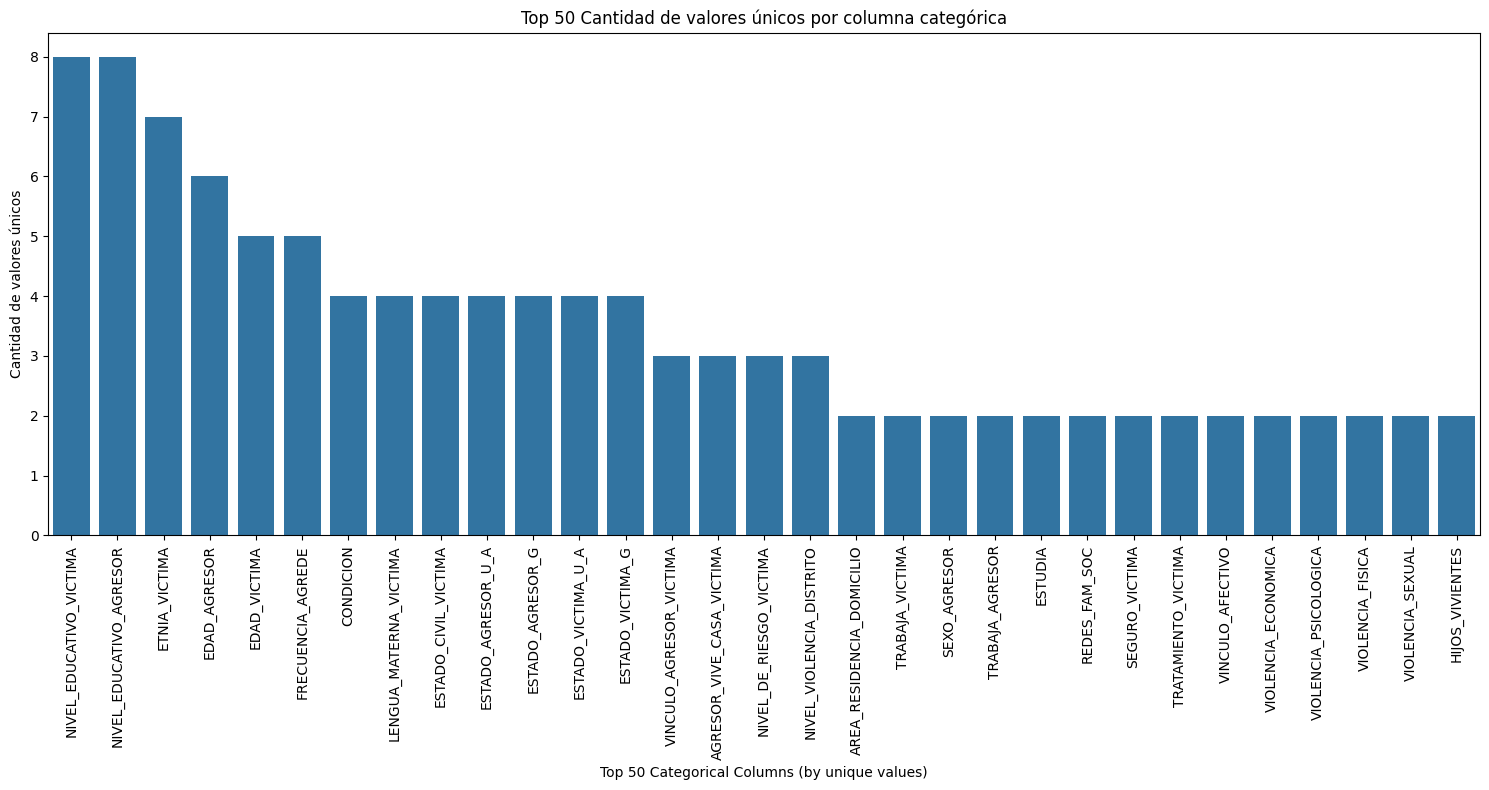 Top 50 Cantidad de valores únicos por columna categórica
Cantidad de valores únicos
8
7
6
5
4
3
2
1
0
NIVEL_EDUCATIVO_VICTIMA
NIVEL_EDUCATIVO_AGRESOR
ETNIA_VICTIMA
EDAD_AGRESOR
EDAD_VICTIMA
FRECUENCIA_AGREDE
CONDICION
LENGUA_MATERNA_VICTIMA
ESTADO_CIVIL_VICTIMA
ESTADO_AGRESOR_U_A
ESTADO_AGRESOR_G
ESTADO_VICTIMA_U_A
ESTADO_VICTIMA_G
VINCULO_AGRESOR_VICTIMA
AGRESOR_VIVE_CASA_VICTIMA
NIVEL_DE_RIESGO_VICTIMA
NIVEL_VIOLENCIA_DISTRITO
AREA_RESIDENCIA_DOMICILIO
TRABAJA_VICTIMA
SEXO_AGRESOR
TRABAJA_AGRESOR
ESTUDIA
REDES_FAM_SOC
SEGURO_VICTIMA
TRATAMIENTO_VICTIMA
VINCULO_AFECTIVO
VIOLENCIA_ECONOMICA
VIOLENCIA_PSICOLOGICA
VIOLENCIA_FISICA
VIOLENCIA_SEXUAL
HIJOS_VIVIENTES
Top 50 Categorical Columns (by unique values)